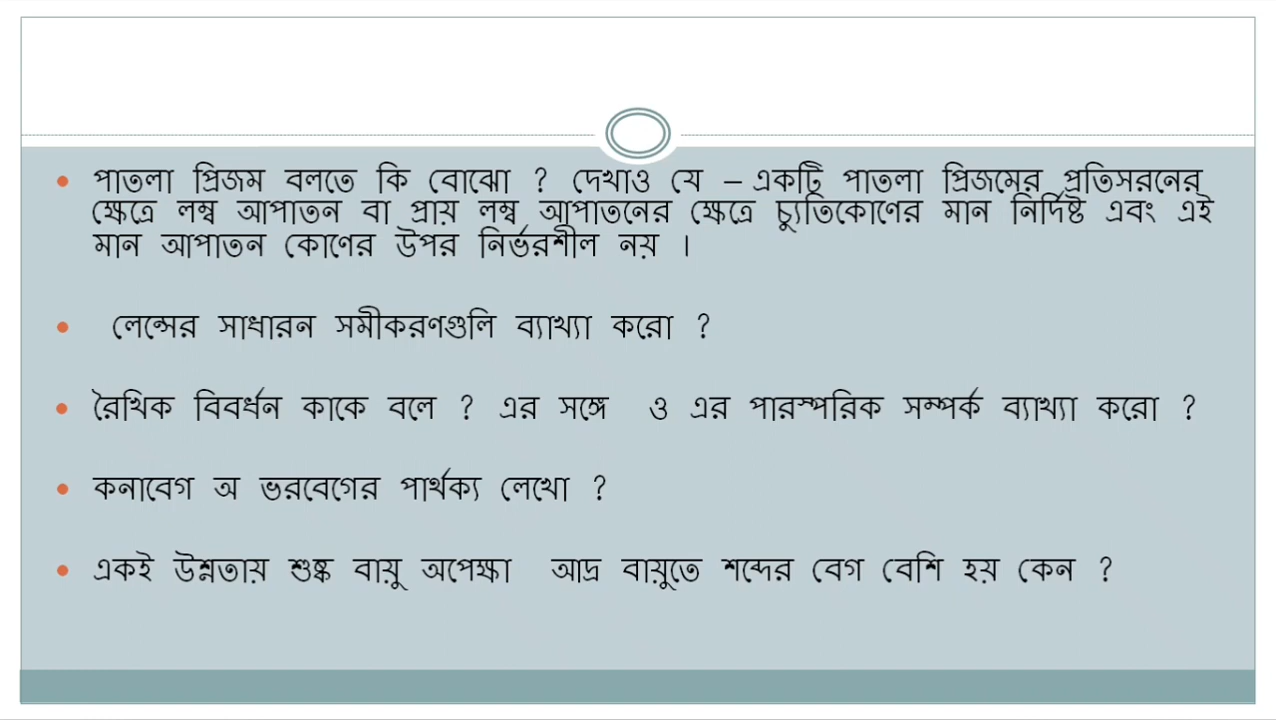 পাতলা প্রিজম বলতে কি বোঝো ? দেখাও যে – একটি পাতলা প্রিজমের প্রতিসরনের
ক্ষেত্রে লম্ব আপাতন বা প্রায় লম্ব আপাতনের ক্ষেত্রে চ্যুতিকোণের মান নির্দিষ্ট এবং এই
মান আপাতন কোণের উপর নির্ভরশীল নয় ।
লেন্সের সাধারন সমীকরণগুলি ব্যাখ্যা করো ?
রৈখিক বিবর্ধন কাকে বলে ? এর সঙ্গে ও এর পারস্পরিক সম্পর্ক ব্যাখ্যা করো ?
কনাবেগ অ ভরবেগের পার্থক্য লেখো ?
একই উন্নতায় শুষ্ক বায়ু অপেক্ষা আদ্র বায়ুতে শব্দের বেগ বেশি হয় কেন ?